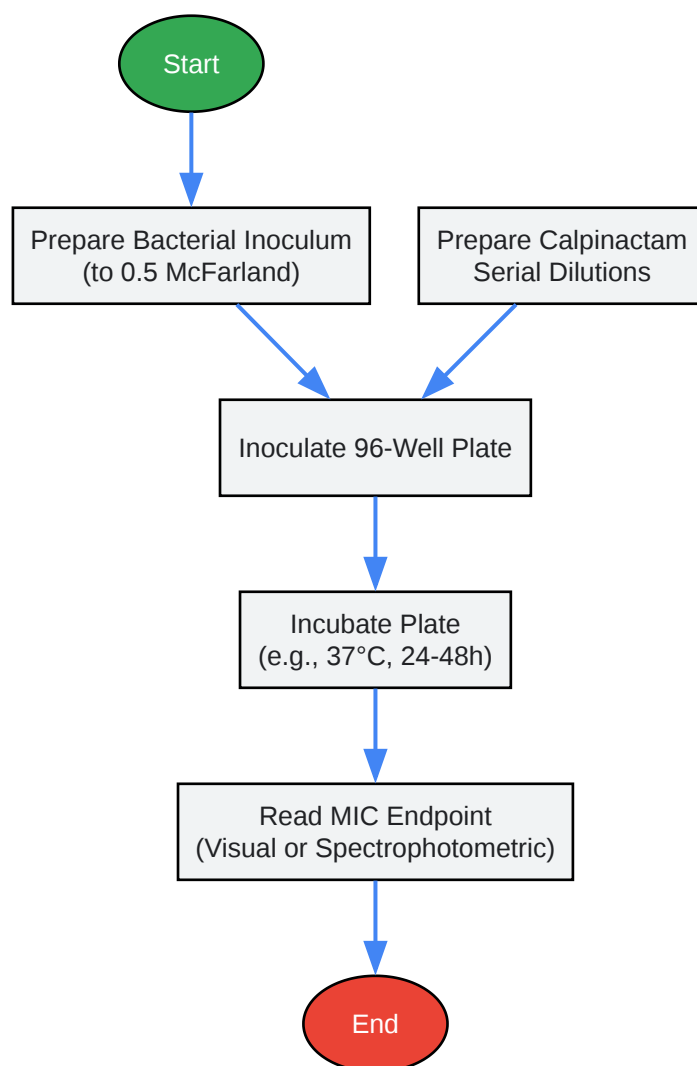 Start
Prepare Bacterial Inoculum
(to 0.5 McFarland)
Prepare Calpinactam
Serial Dilutions
Inoculate 96-Well Plate
Incubate Plate
(e.g., 37°C, 24-48h)
Read MIC Endpoint
(Visual or Spectrophotometric)
End